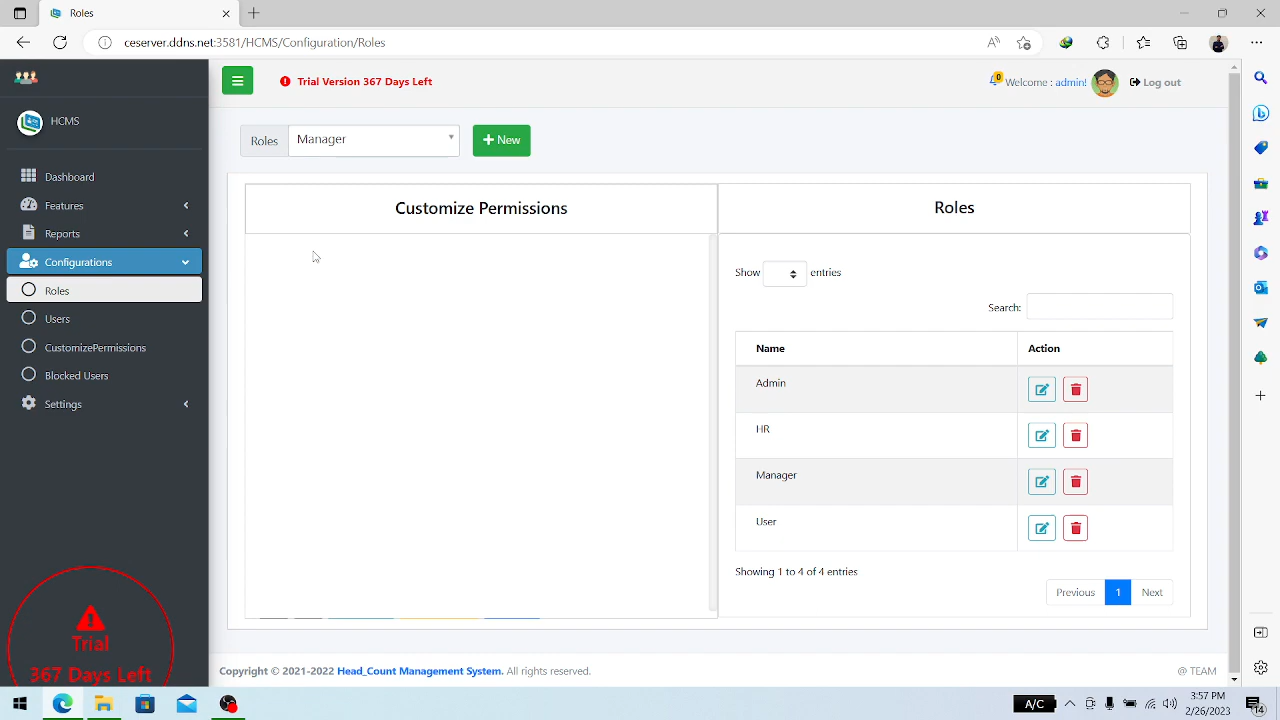 Roles
cederec.ddns.net:3581/HCMS/Configuration/Roles
Trial Version 367 Days Left
0
Welcome : admin!
Log out
HCMS
Dashboard
Features
Reports
Configurations
Roles
Users
CustomizePermissions
Blocked Users
Settings
Trial
367 Days Left
Roles
Manager
New
Customize Permissions
Roles
Show entries
Search:
Name Action
Admin
HR
Manager
User
Showing 1 to 4 of 4 entries
Previous 1 Next
Copyright © 2021-2022 Head_Count Management System. All rights reserved.
@ TEAM
A/C
3:57 PM
2/26/2023
14